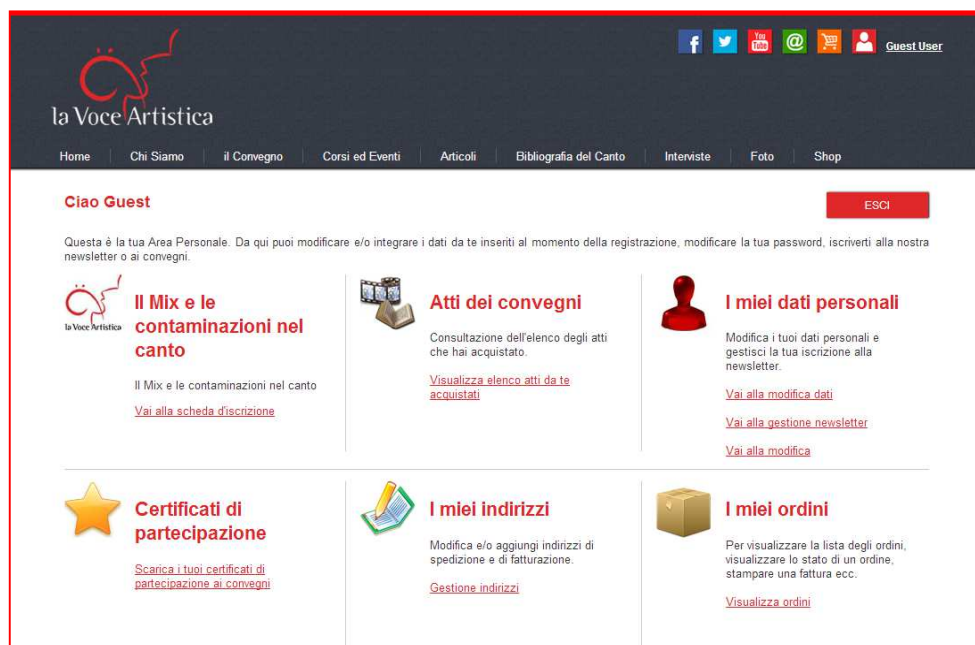 You
Tube
@
Guest User
la Voce Artistica
Home Chi Siamo il Convegno Corsi ed Eventi Articoli Bibliografia del Canto Interviste Foto Shop
Ciao Guest
ESCI
Questa è la tua Area Personale. Da qui puoi modificare e/o integrare i dati da te inseriti al momento della registrazione, modificare la tua password, iscriverti alla nostra
newsletter o ai convegni.
la Voce Artistica
Il Mix e le
contaminazioni nel
canto
Il Mix e le contaminazioni nel canto
Vai alla scheda d'iscrizione
Atti dei convegni
Consultazione dell'elenco degli atti
che hai acquistato.
Visualizza elenco atti da te
acquistati
I miei dati personali
Modifica i tuoi dati personali e
gestisci la tua iscrizione alla
newsletter.
Vai alla modifica dati
Vai alla gestione newsletter
Vai alla modifica
Certificati di
partecipazione
Scarica i tuoi certificati di
partecipazione ai convegni
I miei indirizzi
Modifica e/o aggiungi indirizzi di
spedizione e di fatturazione.
Gestione indirizzi
I miei ordini
Per visualizzare la lista degli ordini,
visualizzare lo stato di un ordine,
stampare una fattura ecc.
Visualizza ordini